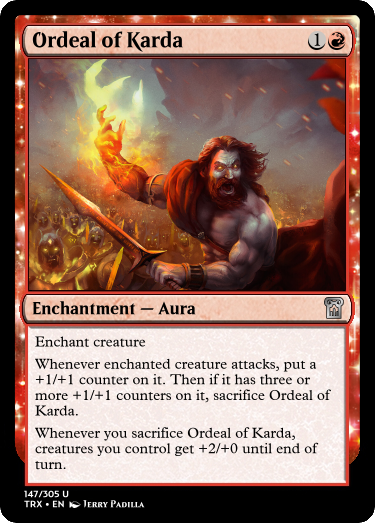 Ordeal of Karda
1
Enchantment — Aura
Enchant creature
Whenever enchanted creature attacks, put a
+1/+1 counter on it. Then if it has three or
more +1/+1 counters on it, sacrifice Ordeal of
Karda.
Whenever you sacrifice Ordeal of Karda,
creatures you control get +2/+0 until end of
turn.
147/305 U
TRX • EN Jerry Padilla